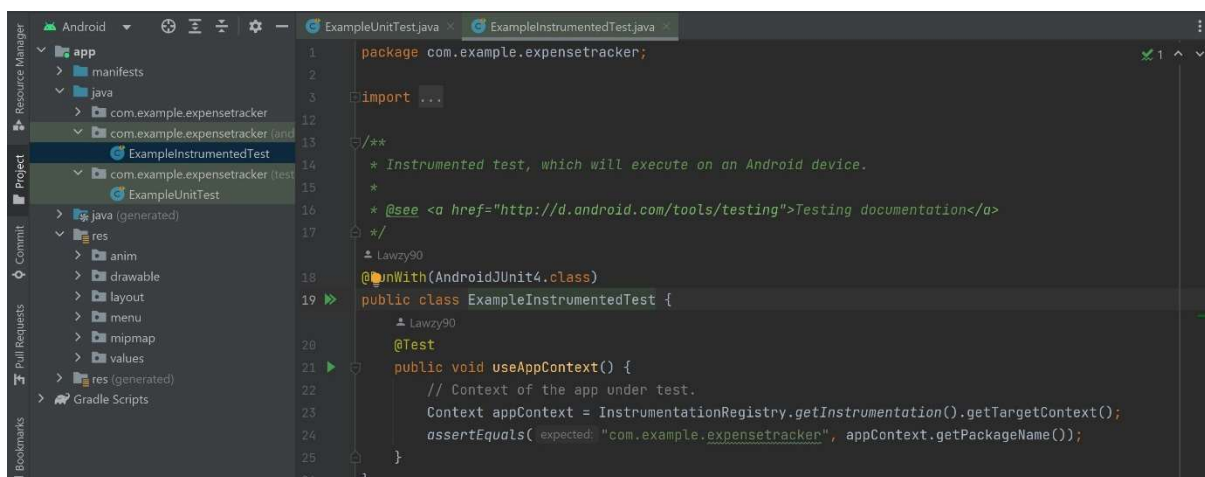 Android
ExampleUnitTest.java
ExampleInstrumentedTest.java
Resource Manager
Project
Commit
Pull Requests
Bookmarks
app
manifests
java
com.example.expensetracker
com.example.expensetracker (and
ExampleInstrumentedTest
com.example.expensetracker (test
ExampleUnitTest
java (generated)
res
anim
drawable
layout
menu
mipmap
values
res (generated)
Gradle Scripts
1 package com.example.expensetracker;
1
2
3 import ...
12
13 /**
14 * Instrumented test, which will execute on an Android device.
15 *
16 * @see <a href="http://d.android.com/tools/testing">Testing documentation</a>
17 */
Lawzy90
18 @RunWith(AndroidJUnit4.class)
19 public class ExampleInstrumentedTest {
Lawzy90
20 @Test
21 public void useAppContext() {
22 // Context of the app under test.
23 Context appContext = InstrumentationRegistry.getInstrumentation().getTargetContext();
24 assertEquals( expected: "com.example.expensetracker", appContext.getPackageName());
25 }